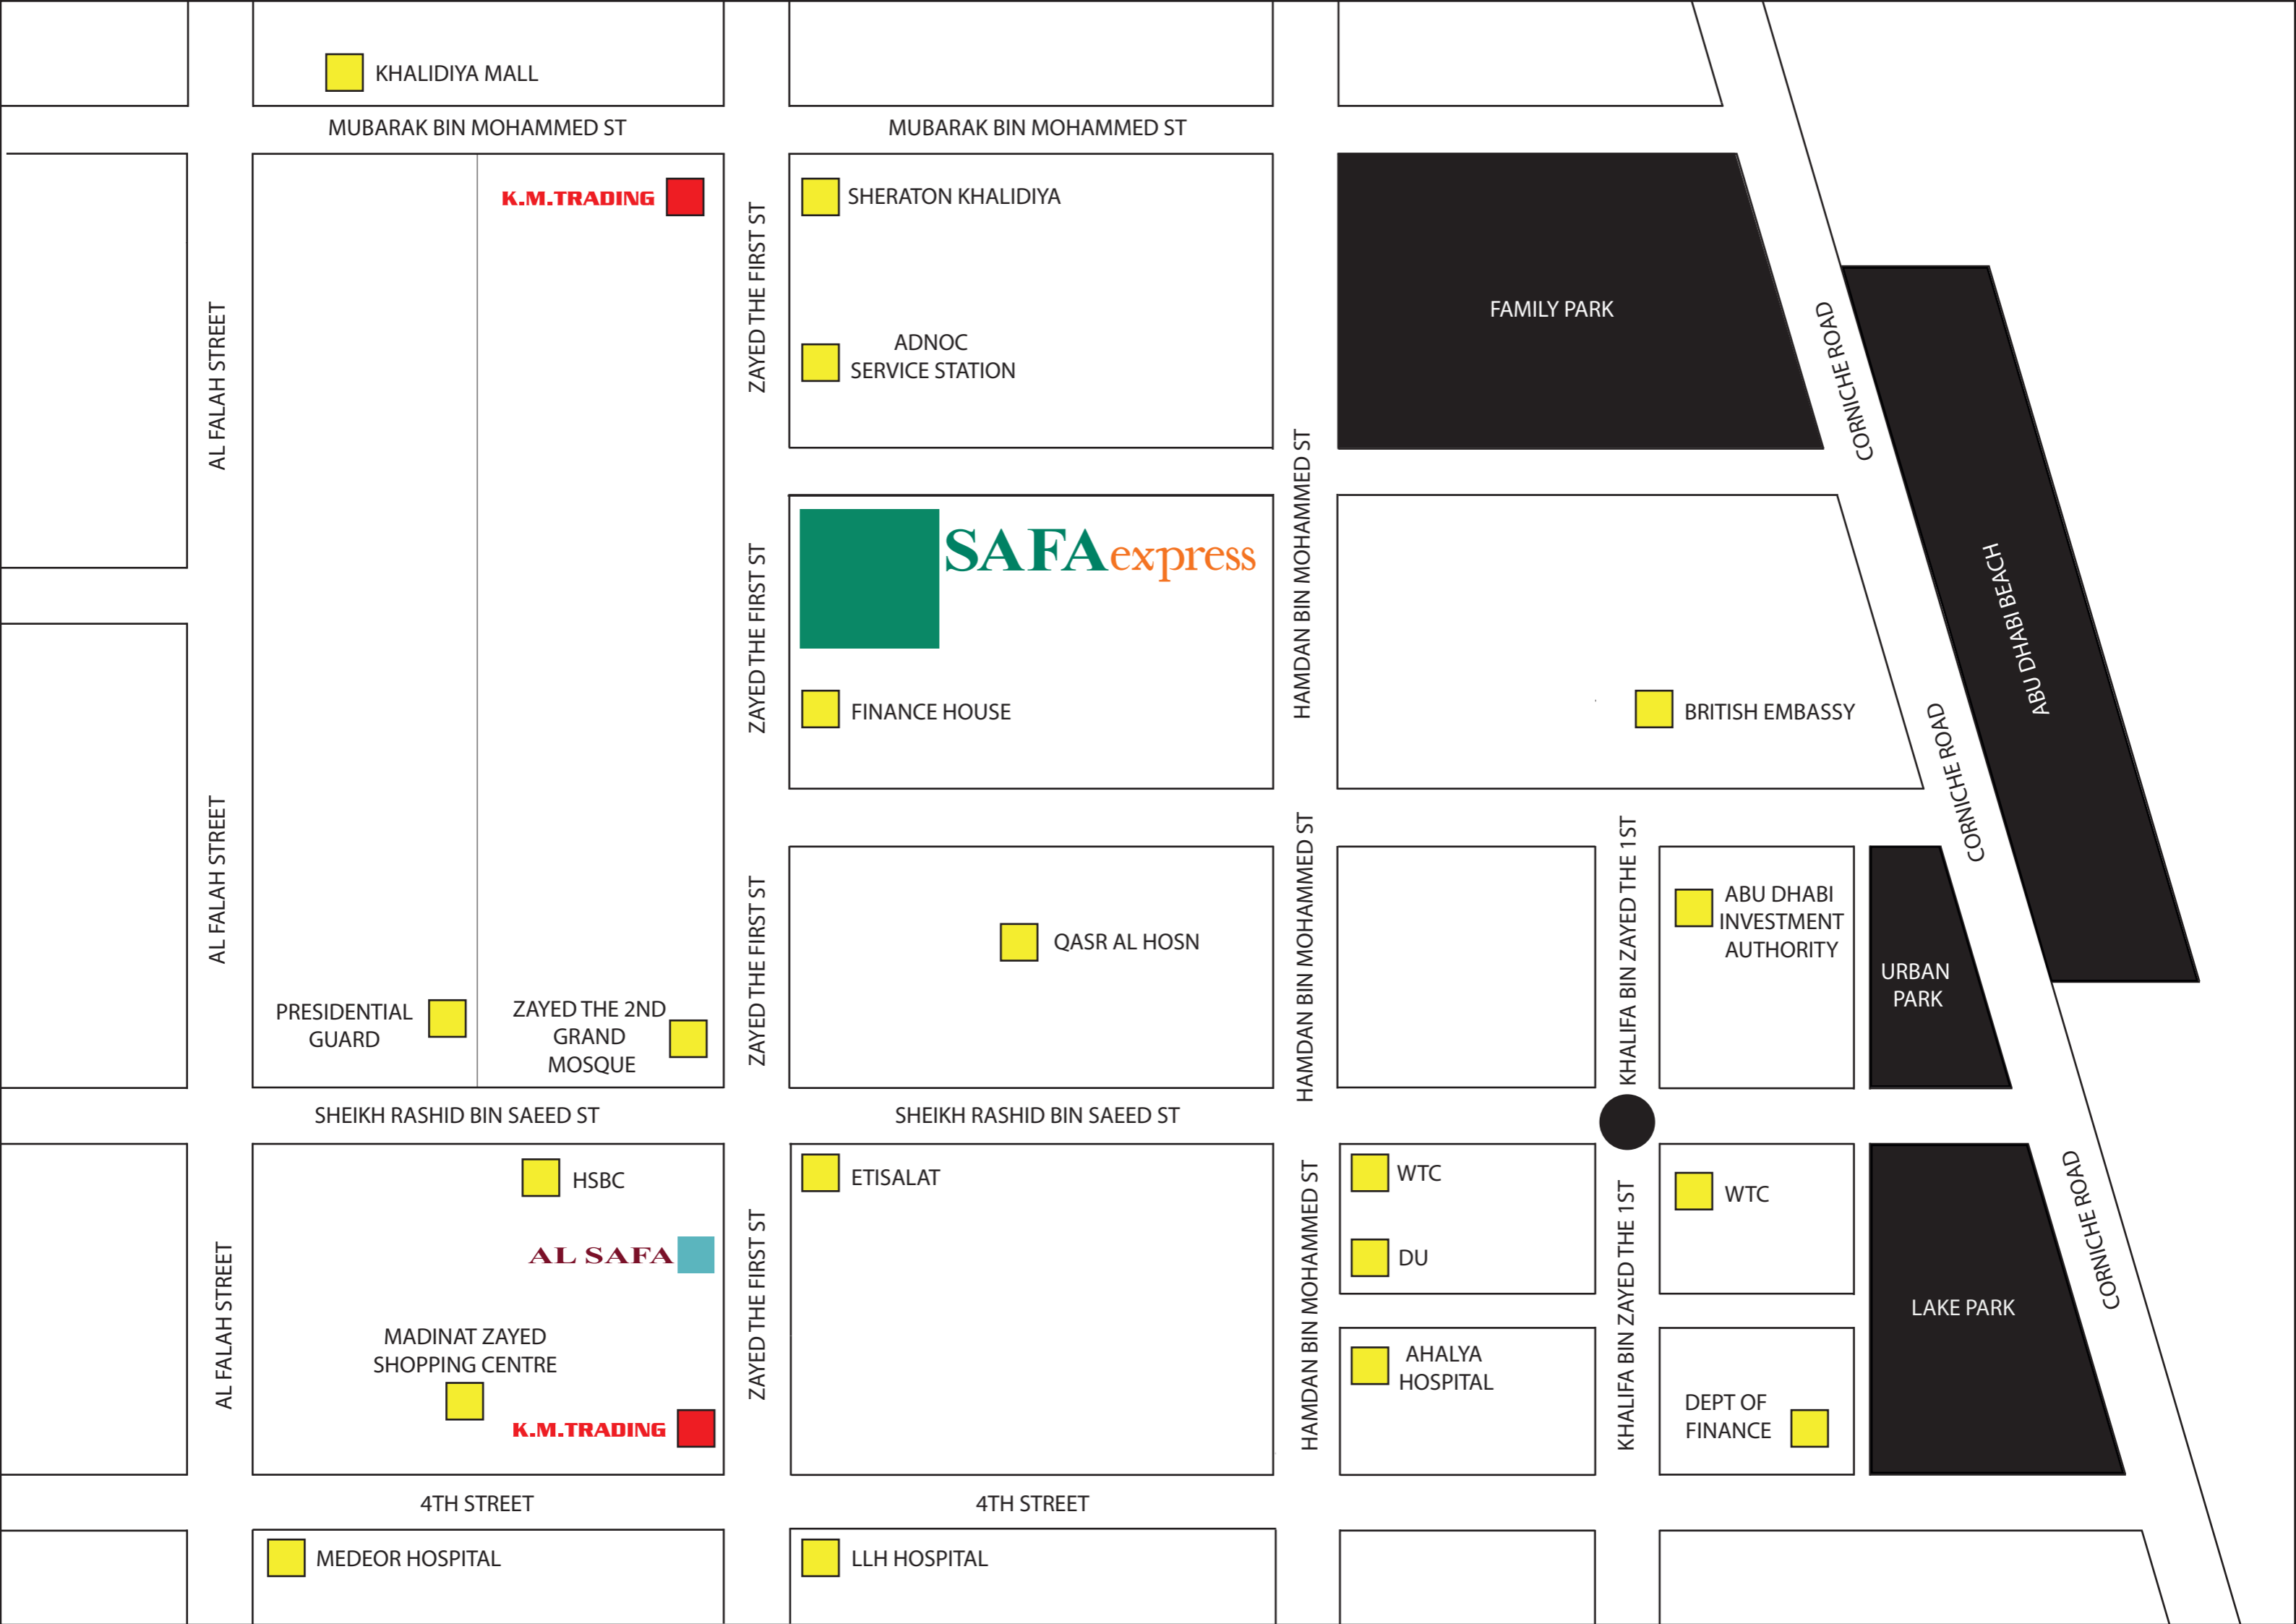 KHALIDIYA MALL
MUBARAK BIN MOHAMMED ST
MUBARAK BIN MOHAMMED ST
K.M.TRADING
SHERATON KHALIDIYA
ZAYED THE FIRST ST
AL FALAH STREET
ADNOC
SERVICE STATION
FAMILY PARK
CORNICHE ROAD
HAMDAN BIN MOHAMMED ST
SAFA express
ZAYED THE FIRST ST
ABU DHABI BEACH
FINANCE HOUSE
BRITISH EMBASSY
CORNICHE ROAD
AL FALAH STREET
ZAYED THE FIRST ST
HAMDAN BIN MOHAMMED ST
KHALIFA BIN ZAYED THE 1ST
QASR AL HOSN
ABU DHABI
INVESTMENT
AUTHORITY
URBAN
PARK
PRESIDENTIAL
GUARD
ZAYED THE 2ND
GRAND
MOSQUE
SHEIKH RASHID BIN SAEED ST
SHEIKH RASHID BIN SAEED ST
HSBC
ETISALAT
WTC
WTC
CORNICHE ROAD
AL SAFA
DU
AL FALAH STREET
ZAYED THE FIRST ST
HAMDAN BIN MOHAMMED ST
KHALIFA BIN ZAYED THE 1ST
LAKE PARK
MADINAT ZAYED
SHOPPING CENTRE
AHALYA
HOSPITAL
DEPT OF
FINANCE
K.M.TRADING
4TH STREET
4TH STREET
MEDEOR HOSPITAL
LLH HOSPITAL